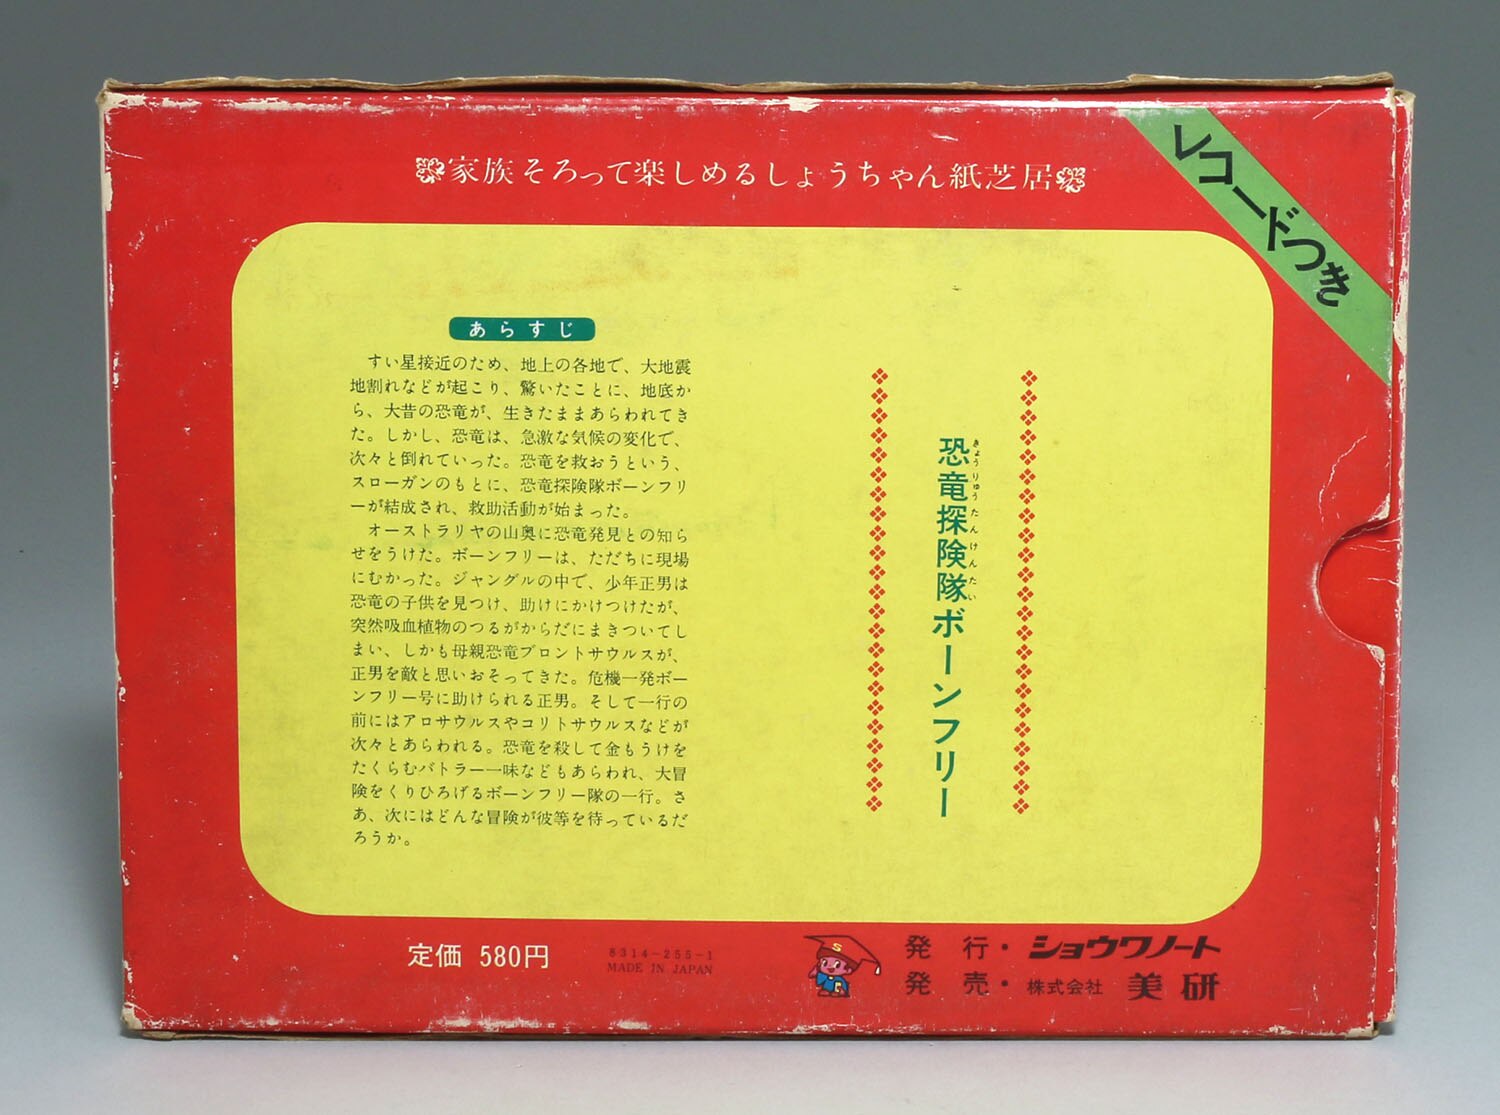 家族そろって楽しめるしょうちゃん紙芝居
レコードつき
恐竜探険隊ボーンフリー
きょうりゅうたんけんたい
あらすじ
すい星接近のため、地上の各地で、大地震
地割れなどが起こり、驚いたことに、地底か
ら、大昔の恐竜が、生きたままあらわれてき
た。しかし、恐竜は、急激な気候の変化で、
次々と倒れていった。恐竜を救おうという、
スローガンのもとに、恐竜探険隊ボーンフリ
ーが結成され、救助活動が始まった。
オーストラリヤの山奥に恐竜発見との知ら
せをうけた。ボーンフリーは、ただちに現場
にむかった。ジャングルの中で、少年正男は
恐竜の子供を見つけ、助けにかけつけたが、
突然吸血植物のつるがからだにまきついてし
まい、しかも母親恐竜ブロントサウルスが、
正男を敵と思いおそってきた。危機一発ボー
ンフリー号に助けられる正男。そして一行の
前にはアロサウルスやコリトサウルスなどが
次々とあらわれる。恐竜を殺して金もうけを
たくらむバトラー一味などもあらわれ、大冒
険をくりひろげるボーンフリー隊の一行。さ
あ、次にはどんな冒険が彼等を待っているだ
ろうか。
定価 580円
8314-255-1
MADE IN JAPAN
S
発行・ショウワノート
発売・株式会社 美研